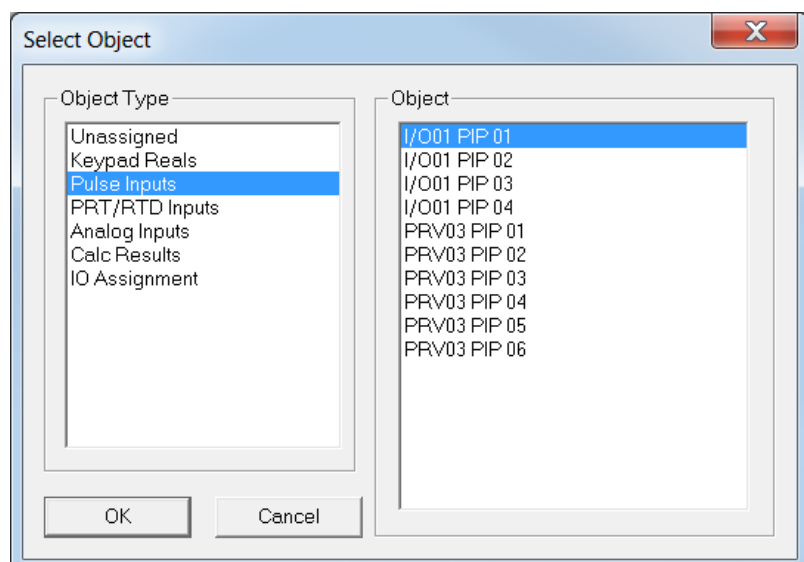 Select Object
Object Type
Unassigned
Keypad Reals
Pulse Inputs
PRT/RTD Inputs
Analog Inputs
Calc Results
IO Assignment
Object
I/O01 PIP 01
I/O01 PIP 02
I/O01 PIP 03
I/O01 PIP 04
PRV03 PIP 01
PRV03 PIP 02
PRV03 PIP 03
PRV03 PIP 04
PRV03 PIP 05
PRV03 PIP 06
OK
Cancel